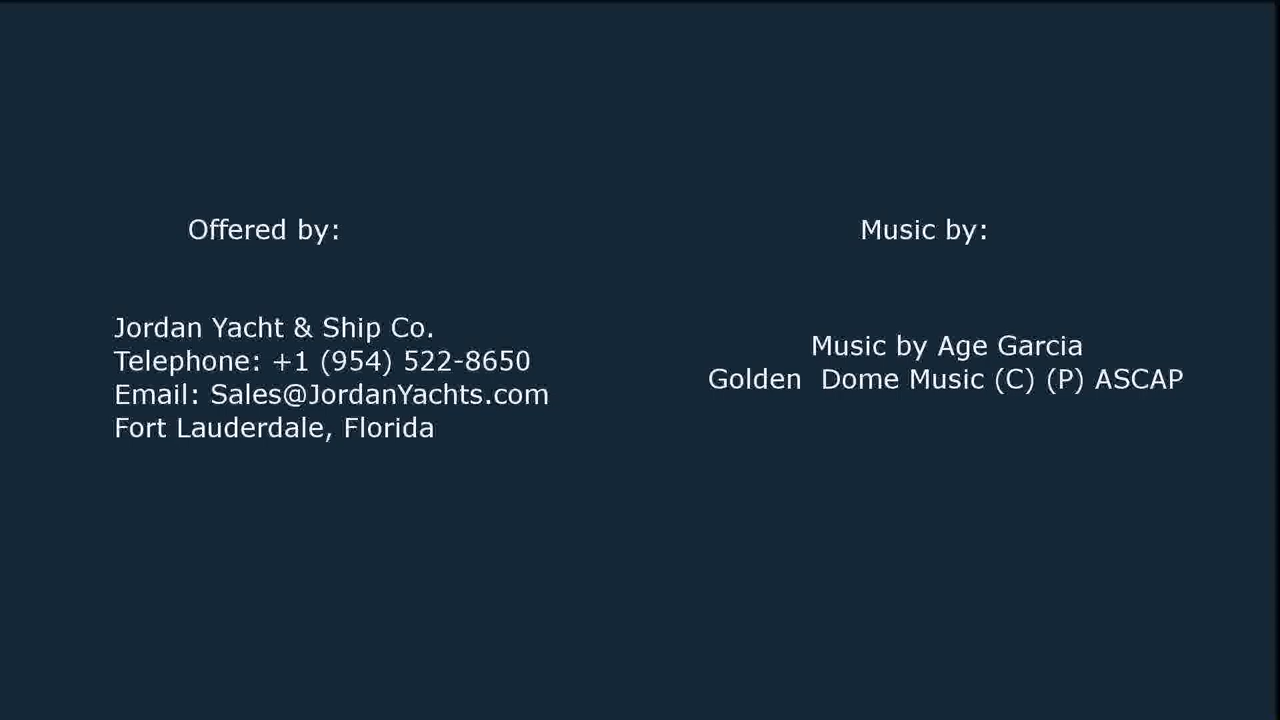 Offered by:
Jordan Yacht & Ship Co.
Telephone: +1 (954) 522-8650
Email: Sales@JordanYachts.com
Fort Lauderdale, Florida
Music by:
Music by Age Garcia
Golden  Dome Music (C) (P) ASCAP